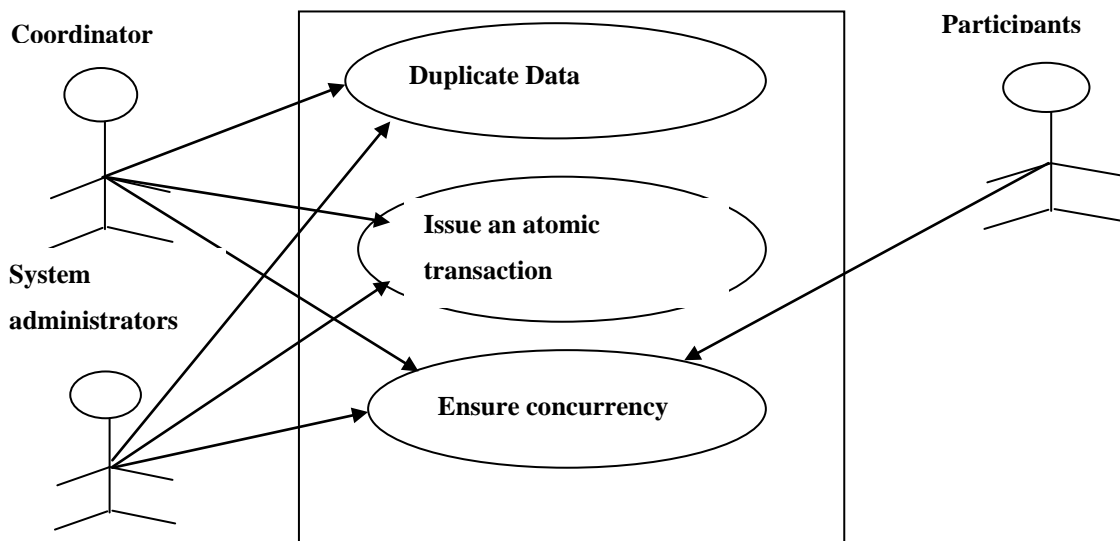 Coordinator
Participants
Duplicate Data
Issue an atomic
transaction
System
administrators
Ensure concurrency